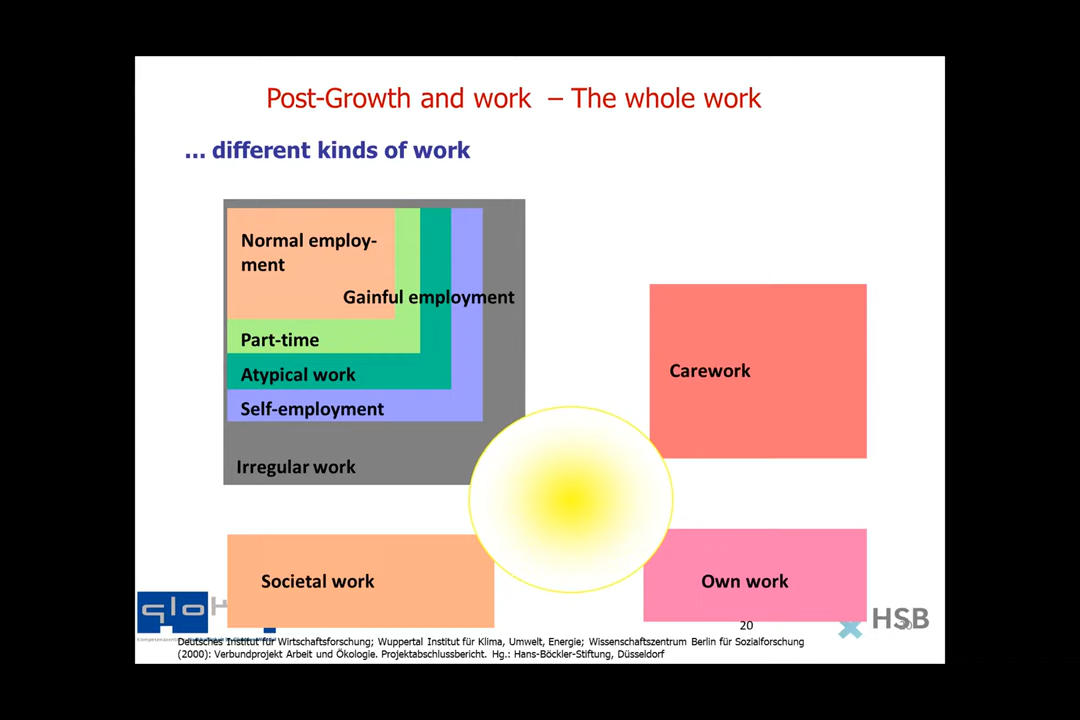 Post-Growth and work – The whole work
... different kinds of work
Normal employ-
ment
Gainful employment
Part-time
Atypical work
Self-employment
Irregular work
Carework
Societal work
Own work
glo
20
HSB
Deutsches Institut für Wirtschaftsforschung; Wuppertal Institut für Klima, Umwelt, Energie; Wissenschaftszentrum Berlin für Sozialforschung
(2000): Verbundprojekt Arbeit und Ökologie. Projektabschlussbericht. Hg.: Hans-Böckler-Stiftung, Düsseldorf